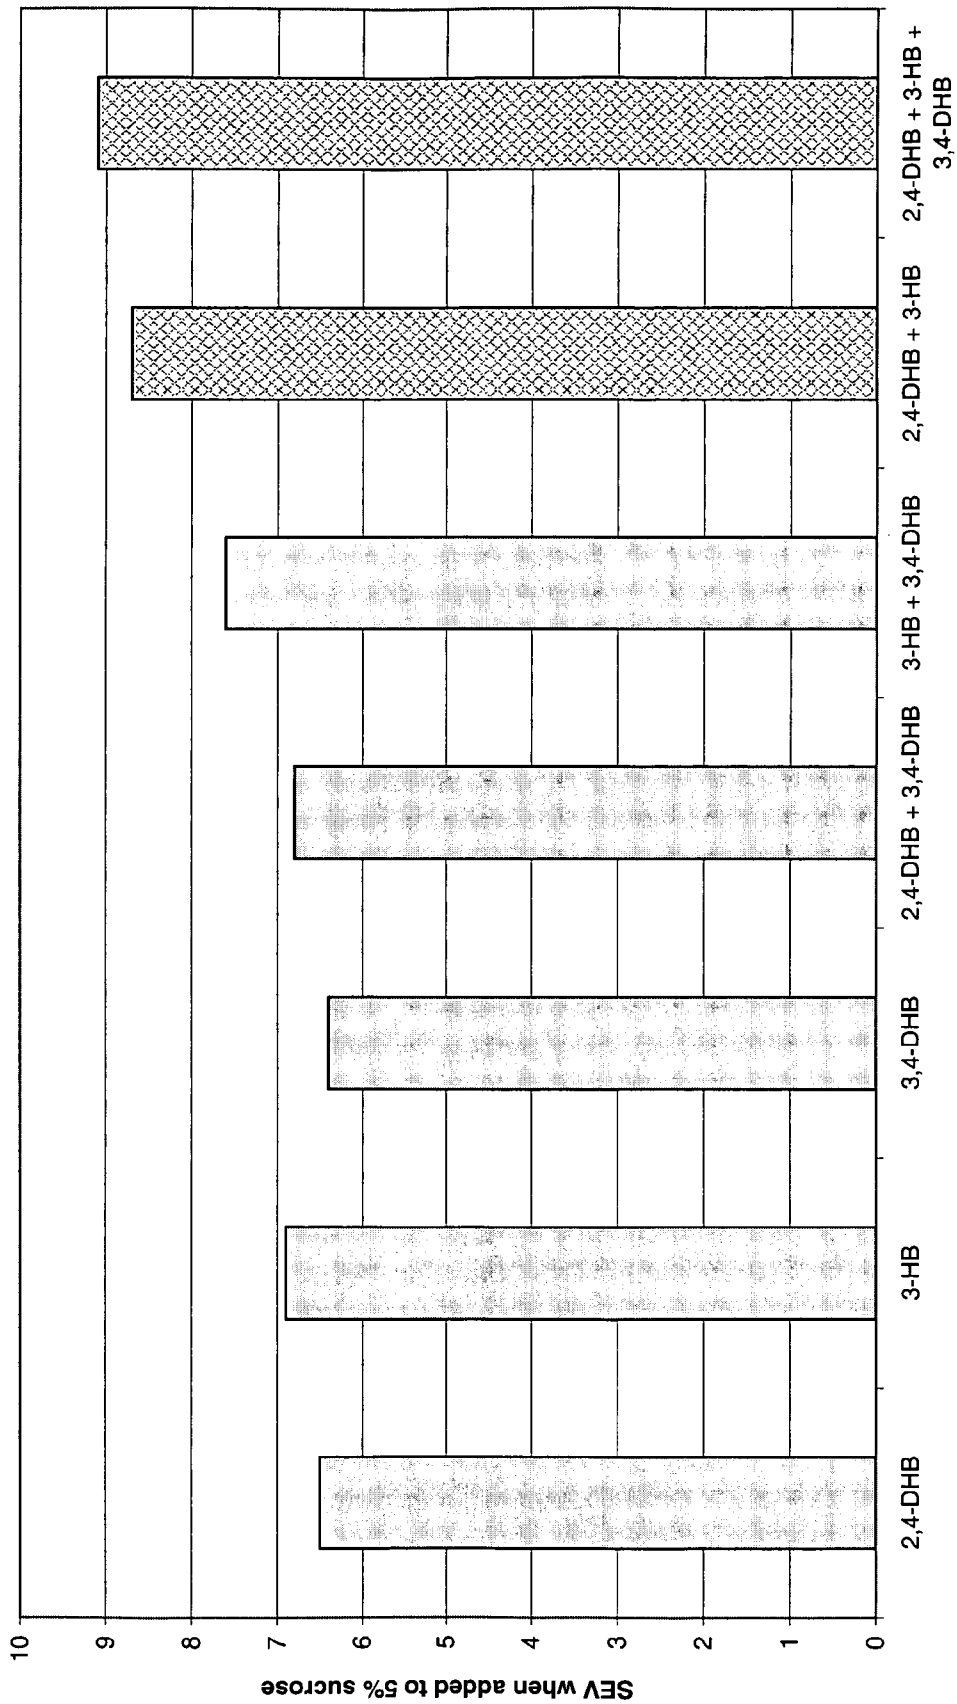 SEV when added to 5% sucrose
10
9
8
7
6
5
4
3
2
1
0
2,4-DHB
3-HB
3,4-DHB
2,4-DHB + 3,4-DHB
3-HB + 3,4-DHB
2,4-DHB + 3-HB
2,4-DHB + 3-HB +
3,4-DHB